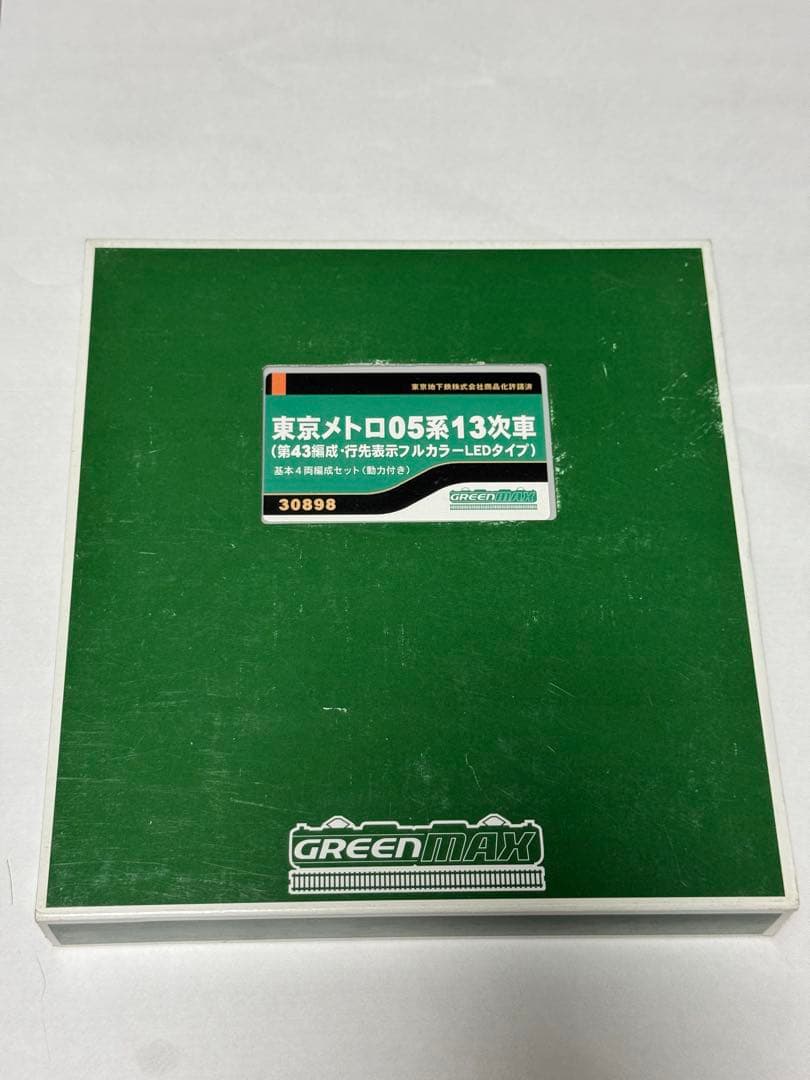 東京地下鉄株式会社商品化許諾済
東京メトロ05系13次車
(第43編成・行先表示フルカラーLEDタイプ)
基本4両編成セット(動力付き)
30898
GREENMAX
GREENMAX